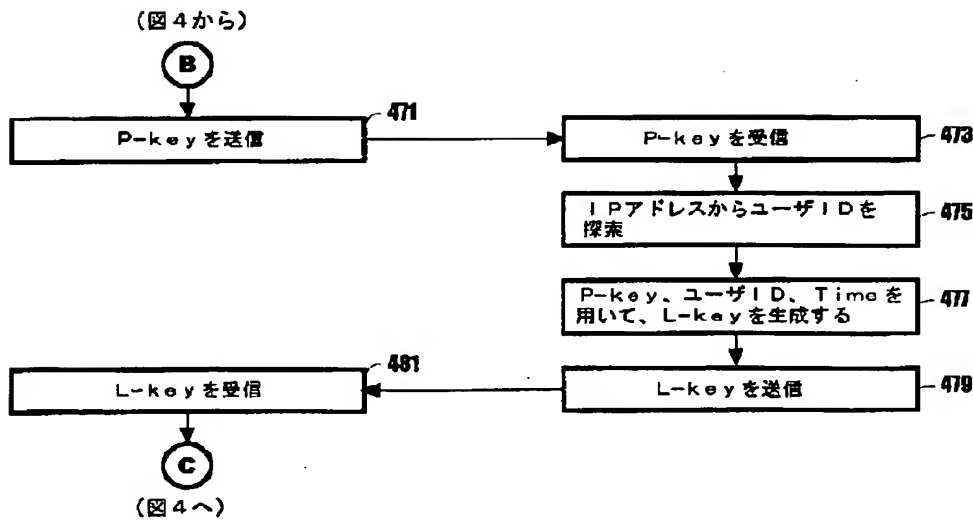 (図4から)
B
P-keyを送信
471
P-keyを受信
473
IPアドレスからユーザIDを
探索
475
P-key、ユーザID、Timeを
用いて、L-keyを生成する
477
L-keyを送信
479
L-keyを受信
481
C
(図4へ)